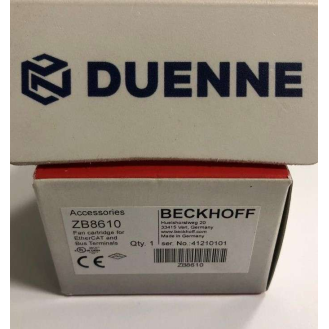 DUENNE
Accessories
ZB8610
Fan cartridge for
EtherCAT and
Bus Terminals
BECKHOFF
Huelshorstweg 20
33415 Verl, Germany
www.beckhoff.com
Made in Germany
Qty. 1
ser. No.:41210101
ZB8610